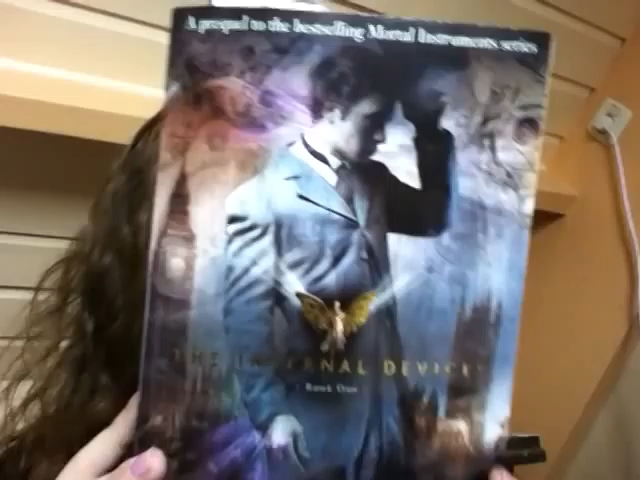 A prequel to the bestselling Mortal Instruments series
THE INFERNAL DEVICES
Book One